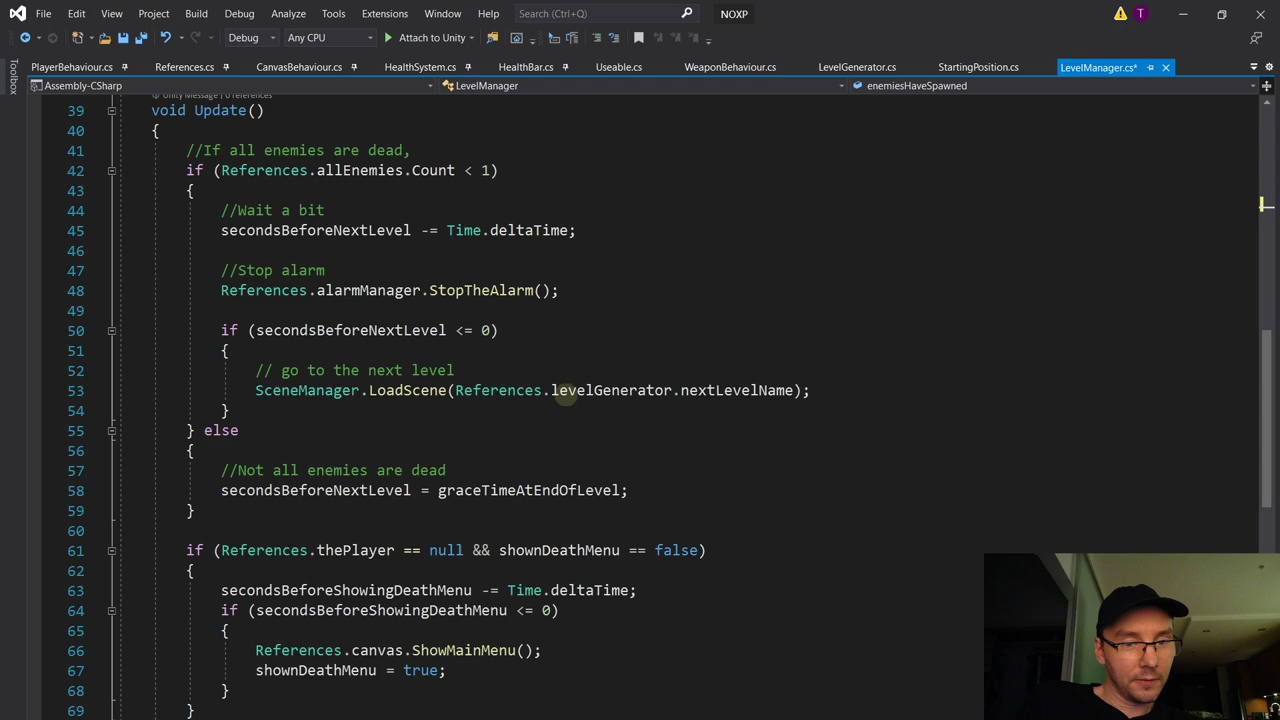 File Edit View Project Build Debug Analyze Tools Extensions Window Help Search (Ctrl+Q) NOXP T
Debug Any CPU Attach to Unity
Toolbox
PlayerBehaviour.cs References.cs CanvasBehaviour.cs HealthSystem.cs HealthBar.cs Useable.cs WeaponBehaviour.cs LevelGenerator.cs StartingPosition.cs LevelManager.cs*
Assembly-CSharp LevelManager enemiesHaveSpawned
Unity Message | 0 references
39 void Update()
40 {
41 //If all enemies are dead,
42 if (References.allEnemies.Count < 1)
43 {
44 //Wait a bit
45 secondsBeforeNextLevel -= Time.deltaTime;
46
47 //Stop alarm
48 References.alarmManager.StopTheAlarm();
49
50 if (secondsBeforeNextLevel <= 0)
51 {
52 // go to the next level
53 SceneManager.LoadScene(References.levelGenerator.nextLevelName);
54 }
55 } else
56 {
57 //Not all enemies are dead
58 secondsBeforeNextLevel = graceTimeAtEndOfLevel;
59 }
60
61 if (References.thePlayer == null && shownDeathMenu == false)
62 {
63 secondsBeforeShowingDeathMenu -= Time.deltaTime;
64 if (secondsBeforeShowingDeathMenu <= 0)
65 {
66 References.canvas.ShowMainMenu();
67 shownDeathMenu = true;
68 }
69 }